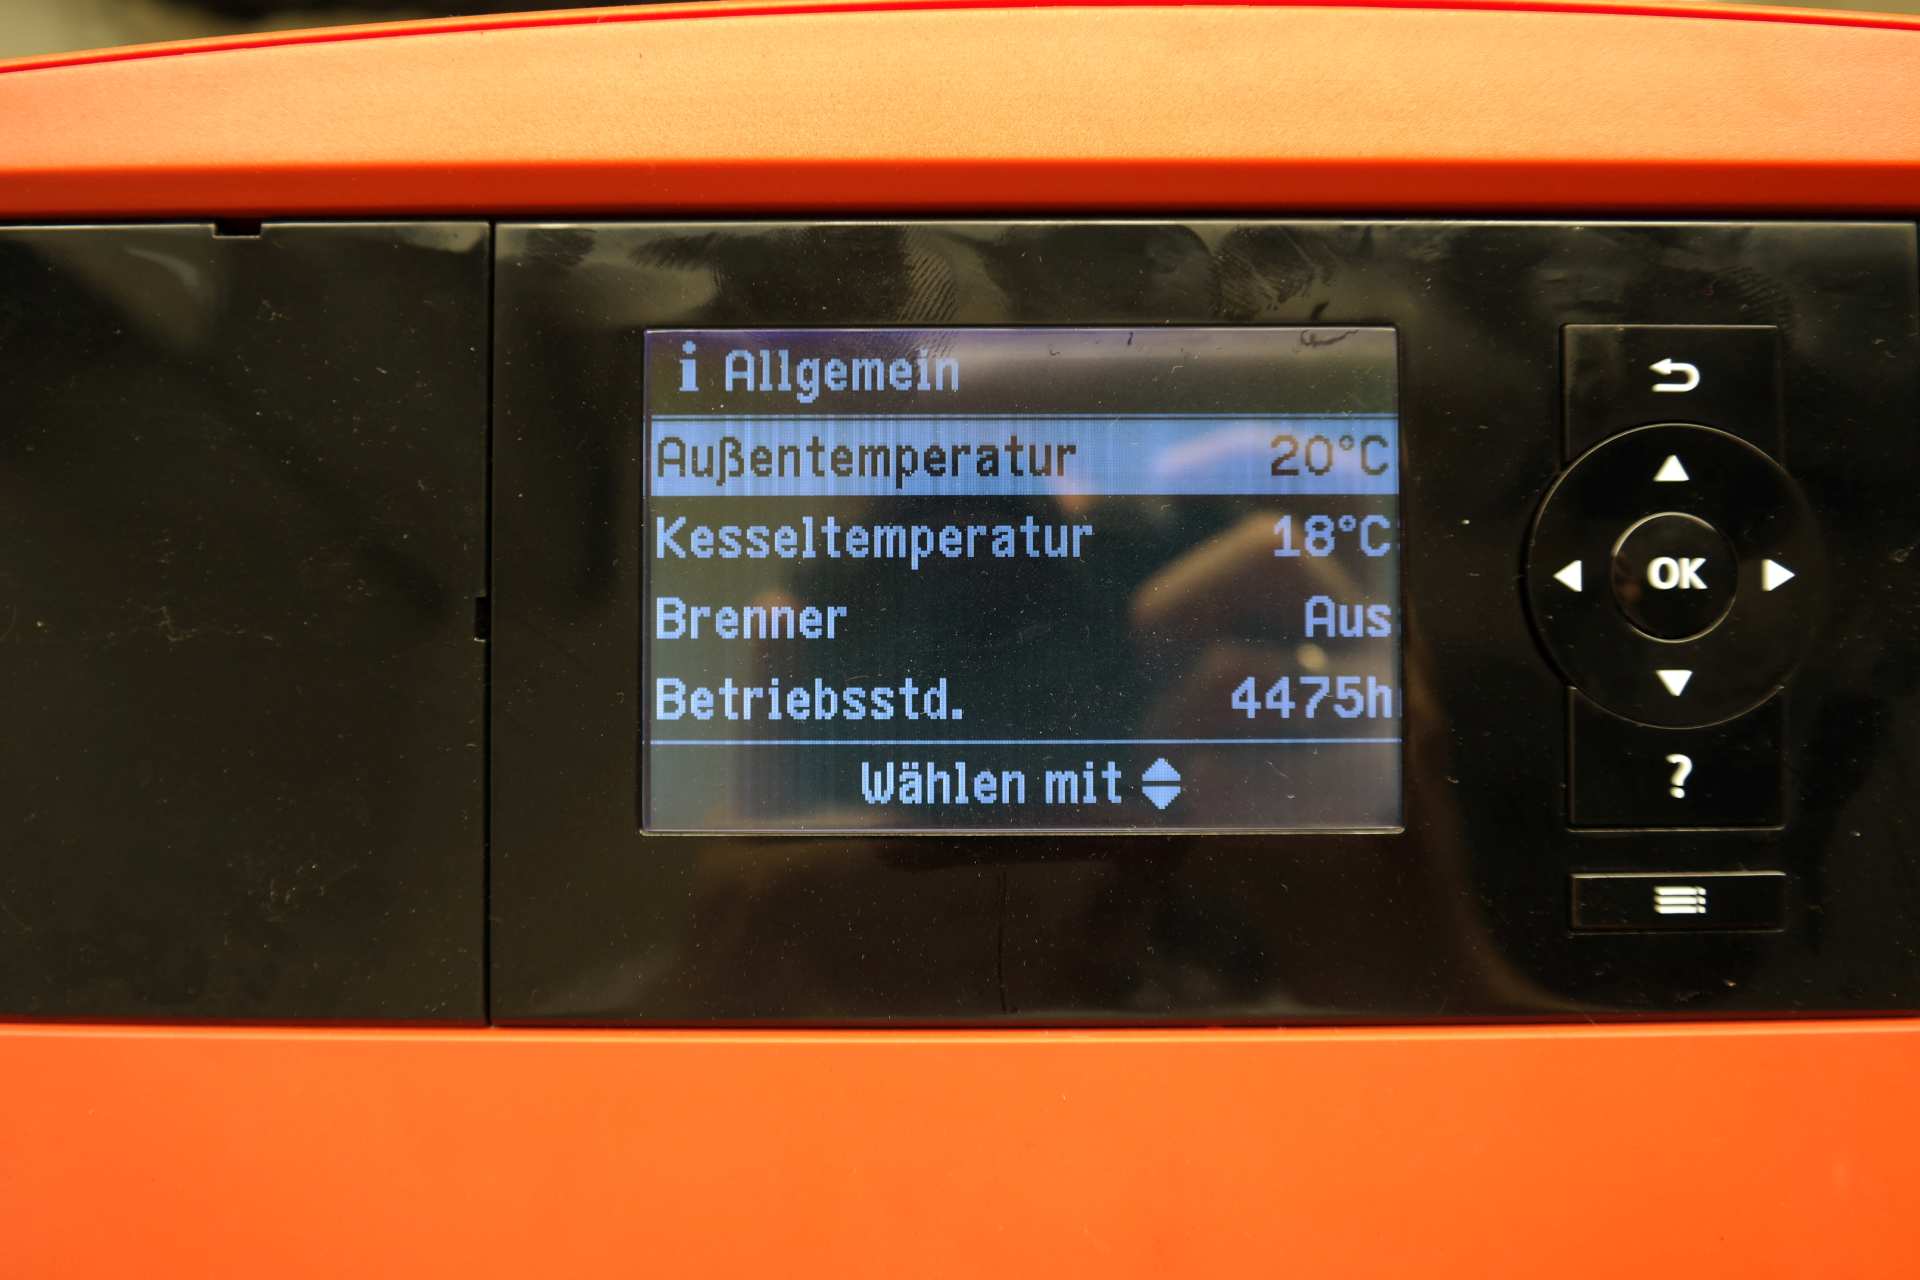 i Allgemein
Außentemperatur 20°C
Kesseltemperatur 18°C
Brenner Aus
Betriebsstd. 4475h
Wählen mit
OK
?